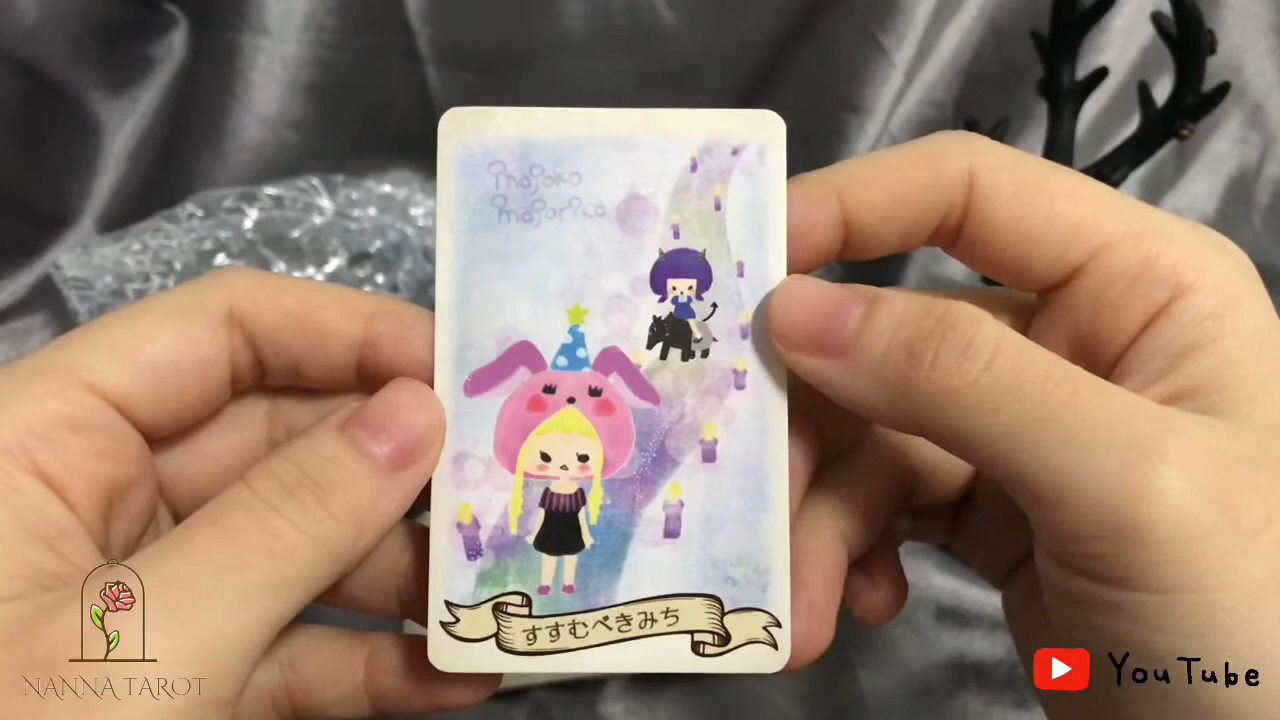 majoko
majorica
すすむべきみち
NANNA TAROT
YouTube